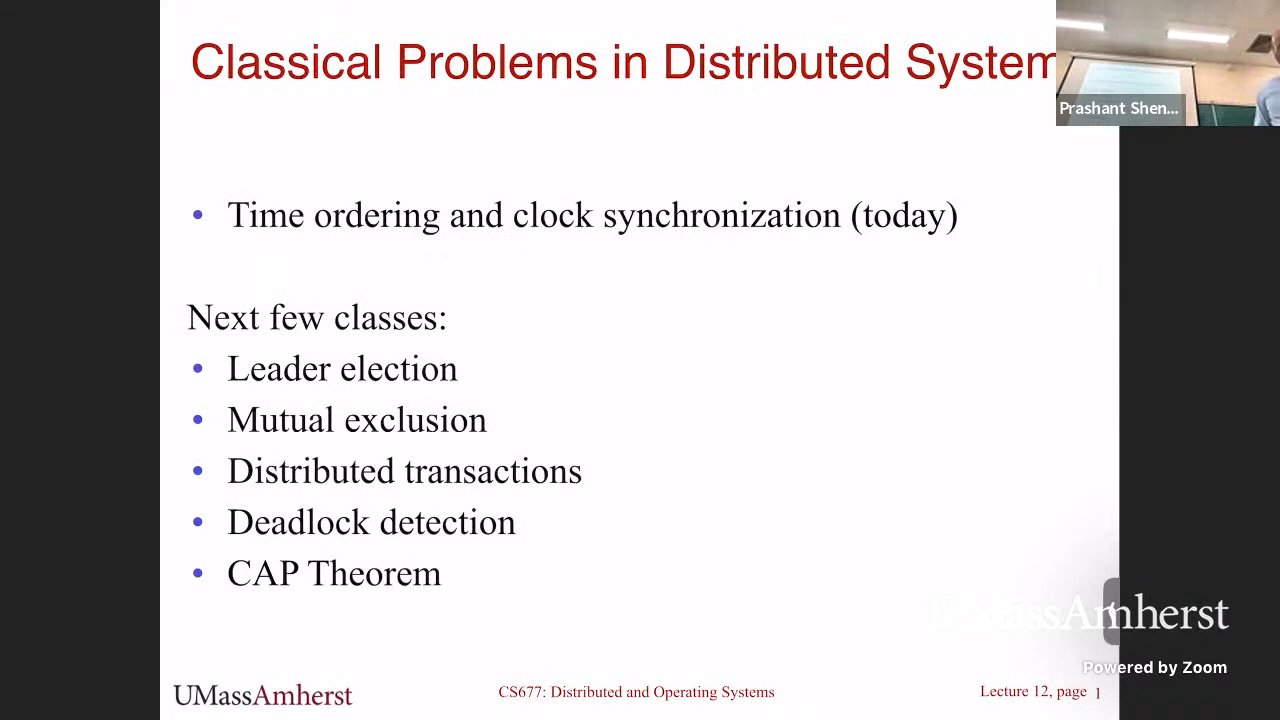 Classical Problems in Distributed System
Prashant Shen...
• Time ordering and clock synchronization (today)
Next few classes:
• Leader election
• Mutual exclusion
• Distributed transactions
• Deadlock detection
• CAP Theorem
UMassAmherst
Powered by Zoom
UMassAmherst
CS677: Distributed and Operating Systems
Lecture 12, page 1